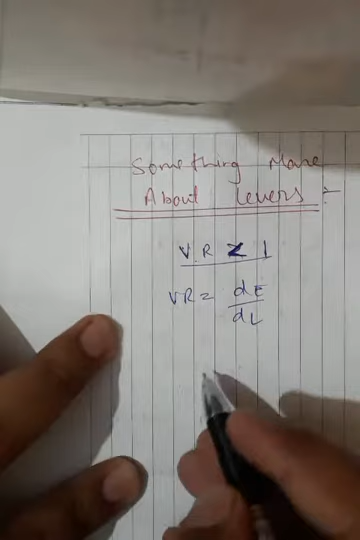 Something More
About levers :-
V.R < 1
VR = dE/dL